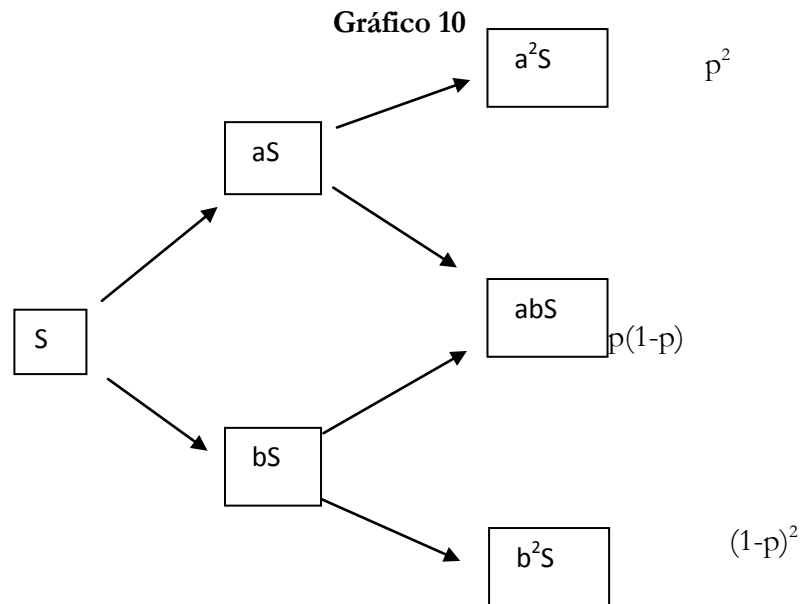 Gráfico 10
a²S
p²
aS
abS
p(1-p)
S
bS
b²S
(1-p)²